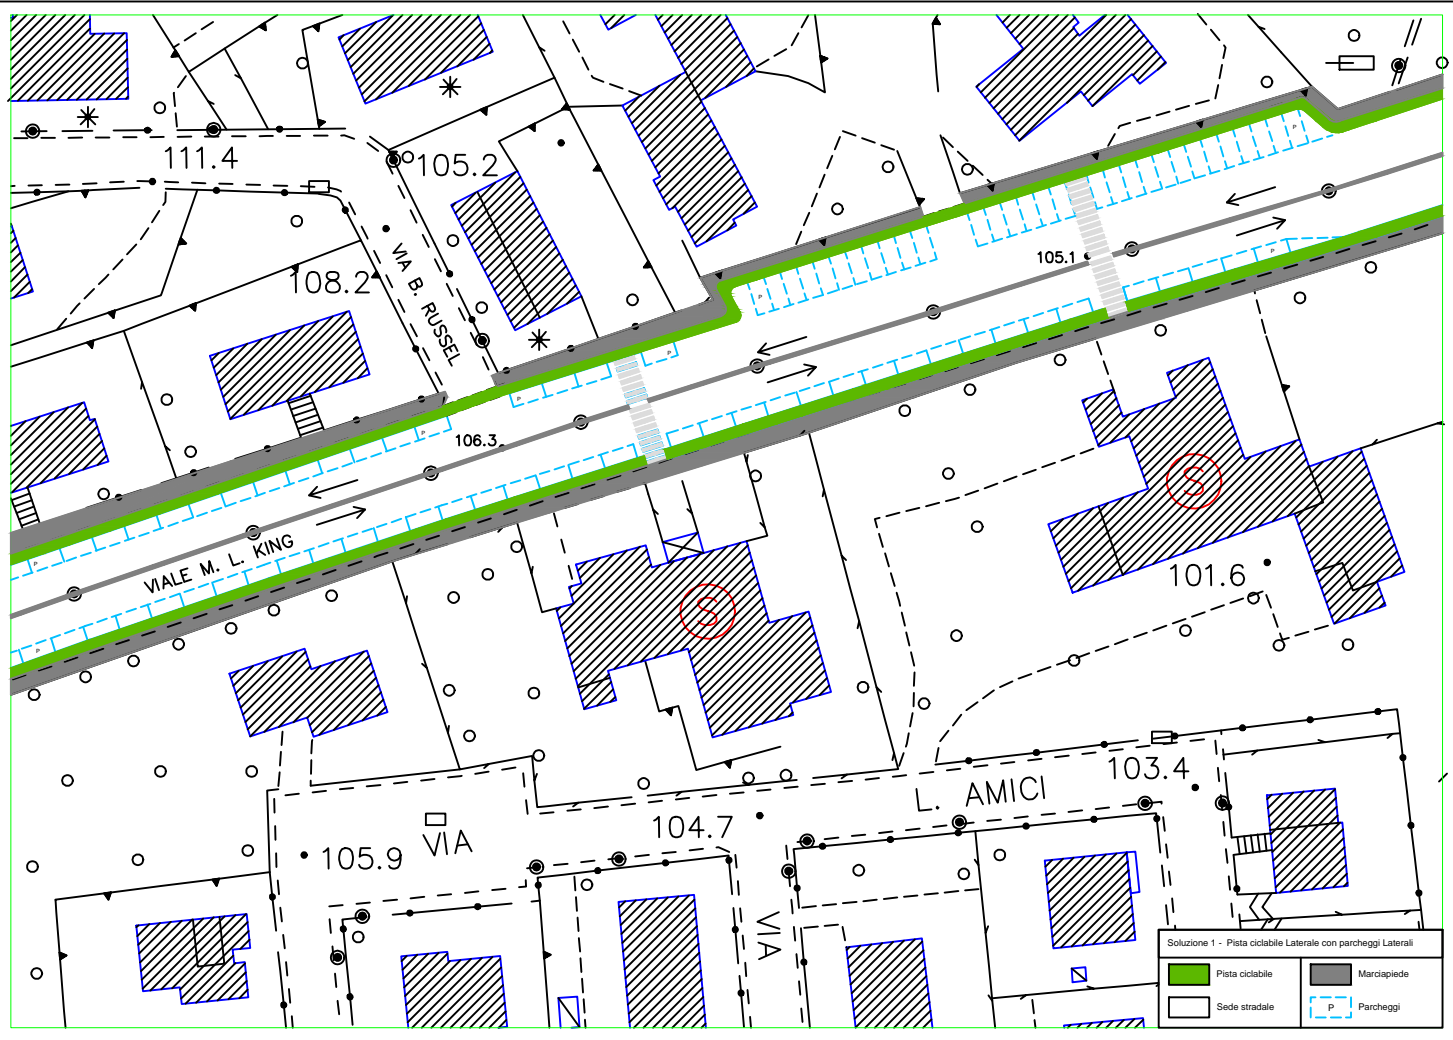 111.4
105.2
P
108.2
VIA B. RUSSEL
P
P
105.1
P
P
P
P
106.3
P
VIALE M. L. KING
P
S
S
101.6
103.4
L. AMICI
104.7
VIA
105.9
VIA
Soluzione 1 - Pista ciclabile Laterale con parcheggi Laterali
Pista ciclabile
Marciapiede
Sede stradale
P
Parcheggi